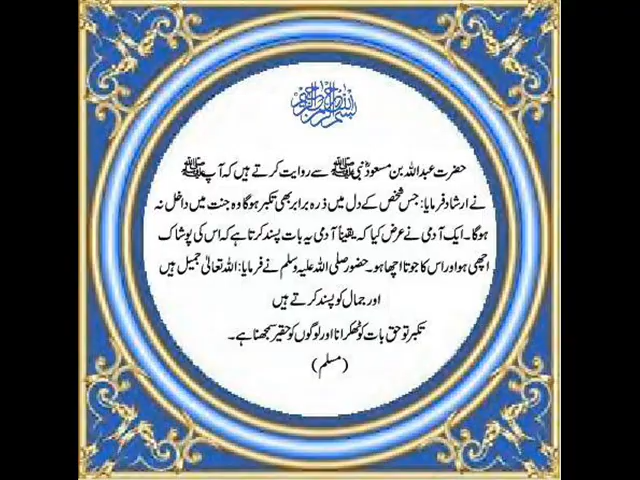 بسم الله الرحمن الرحيم
حضرت عبداللہ بن مسعودؓ نبی ﷺ سے روایت کرتے ہیں کہ آپ ﷺ
نے ارشاد فرمایا: جس شخص کے دل میں ذرہ برابر بھی تکبر ہوگا وہ جنت میں داخل نہ
ہوگا۔ ایک آدمی نے عرض کیا کہ یقیناً آدمی یہ بات پسند کرتا ہے کہ اس کی پوشاک
اچھی ہو اور اس کا جوتا اچھا ہو۔ حضور صلی اللہ علیہ وسلم نے فرمایا: اللہ تعالیٰ جمیل ہیں
اور جمال کو پسند کرتے ہیں
تکبر تو حق بات کو ٹھکرانا اور لوگوں کو حقیر سمجھنا ہے۔
(مسلم)